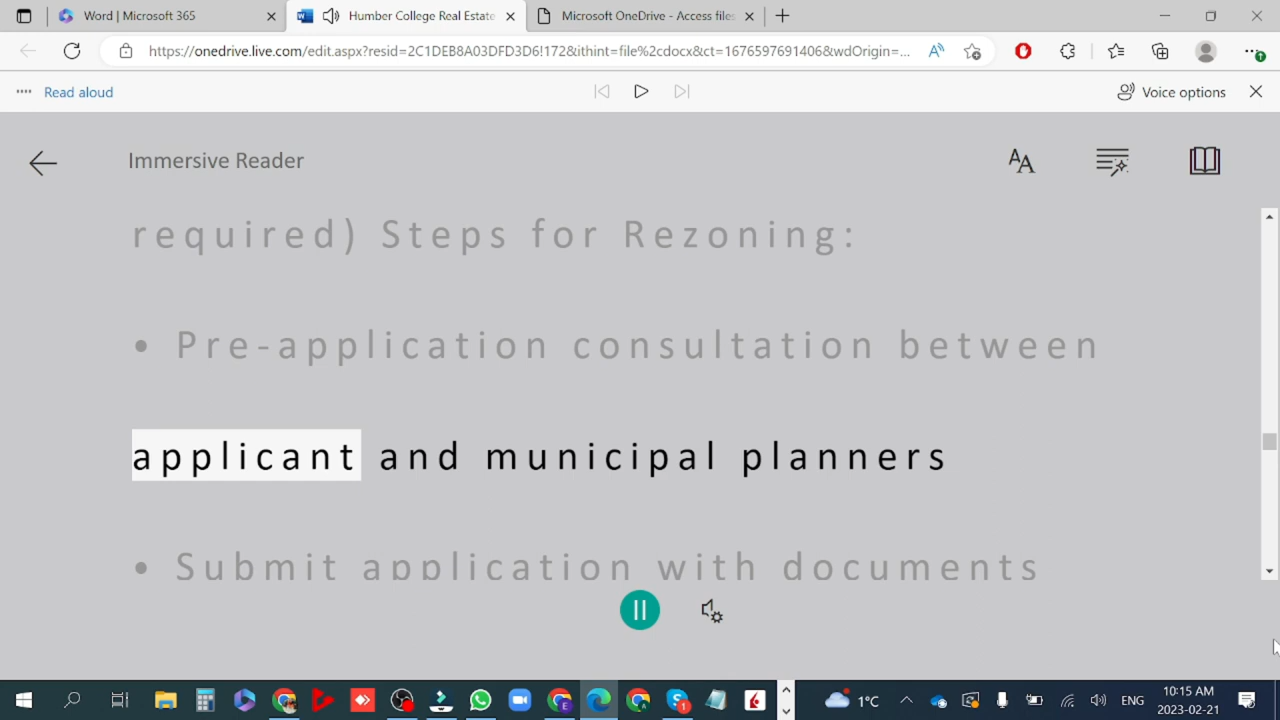 Word | Microsoft 365
Humber College Real Estate
Microsoft OneDrive - Access files
https://onedrive.live.com/edit.aspx?resid=2C1DEB8A03DFD3D6!172&ithint=file%2cdocx&ct=1676597691406&wdOrigin=...
Read aloud
Voice options
Immersive Reader
required) Steps for Rezoning:
• Pre-application consultation between
applicant and municipal planners
• Submit application with documents
1°C
ENG
10:15 AM
2023-02-21